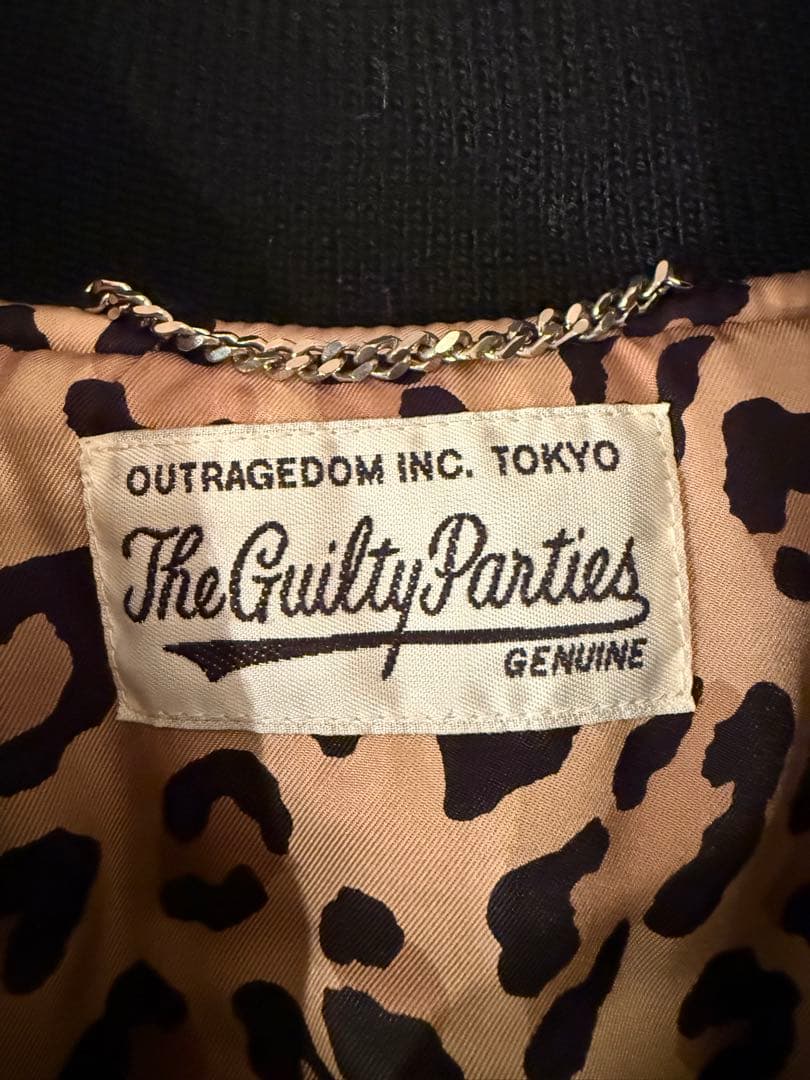 OUTRAGEDOM INC. TOKYO
The Guilty Parties
GENUINE